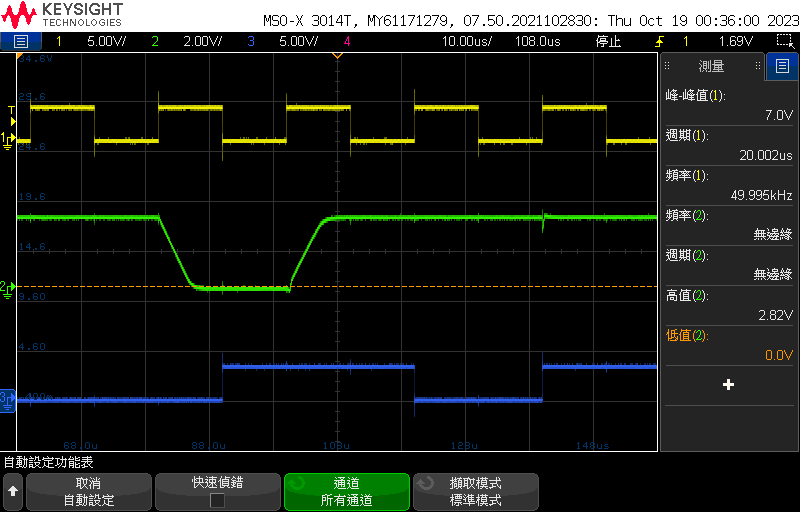 KEYSIGHT
TECHNOLOGIES
MSO-X 3014T, MY61171279, 07.50.2021102830: Thu Oct 19 00:36:00 2023
1 5.00V/ 2 2.00V/ 3 5.00V/ 4 10.00us/ 108.0us 停止 1 1.69V
34.6V
29.6
T
1
24.6
19.6
14.6
2
9.60
4.60
3
-400m
68.0u 88.0u 108u 128u 148us
測量
峰-峰值(1):
7.0V
週期(1):
20.002us
頻率(1):
49.995kHz
頻率(2):
無邊緣
週期(2):
無邊緣
高值(2):
2.82V
低值(2):
0.0V
自動設定功能表
取消
自動設定
快速偵錯
通道
所有通道
擷取模式
標準模式